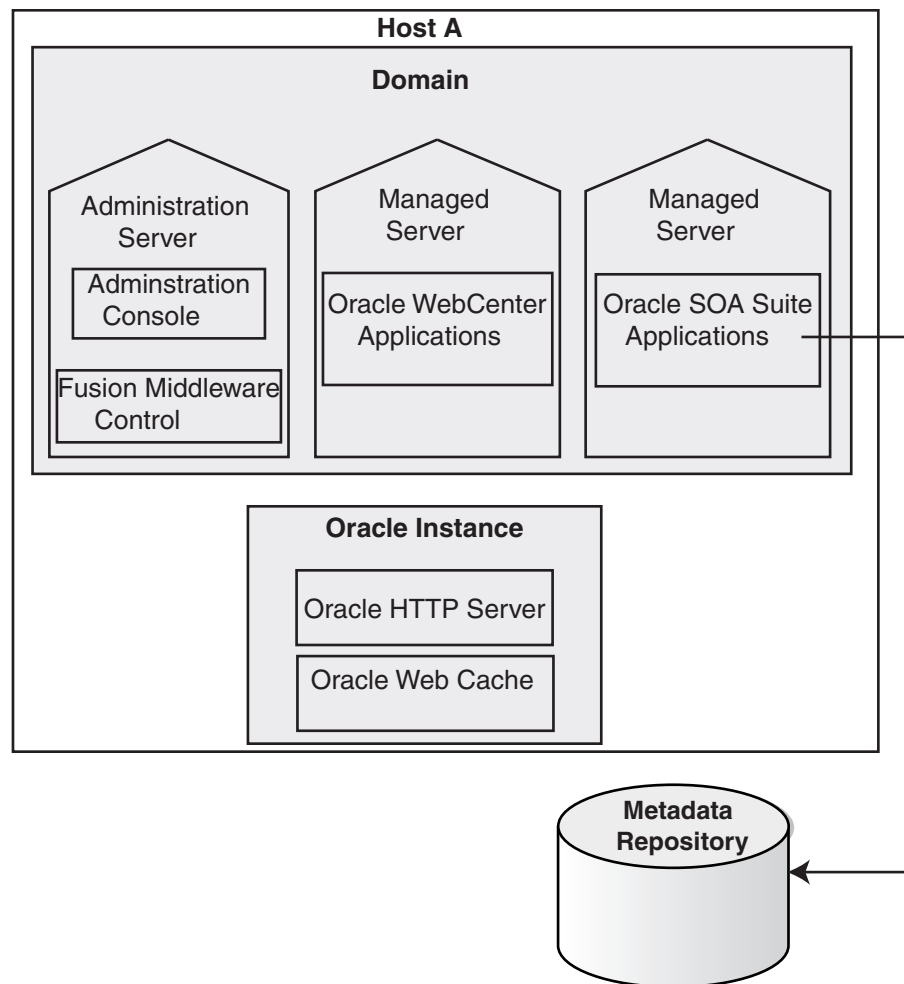 Host A
Domain
Administration
Server
Adminstration
Console
Fusion Middleware
Control
Managed
Server
Oracle WebCenter
Applications
Managed
Server
Oracle SOA Suite
Applications
Oracle Instance
Oracle HTTP Server
Oracle Web Cache
Metadata
Repository